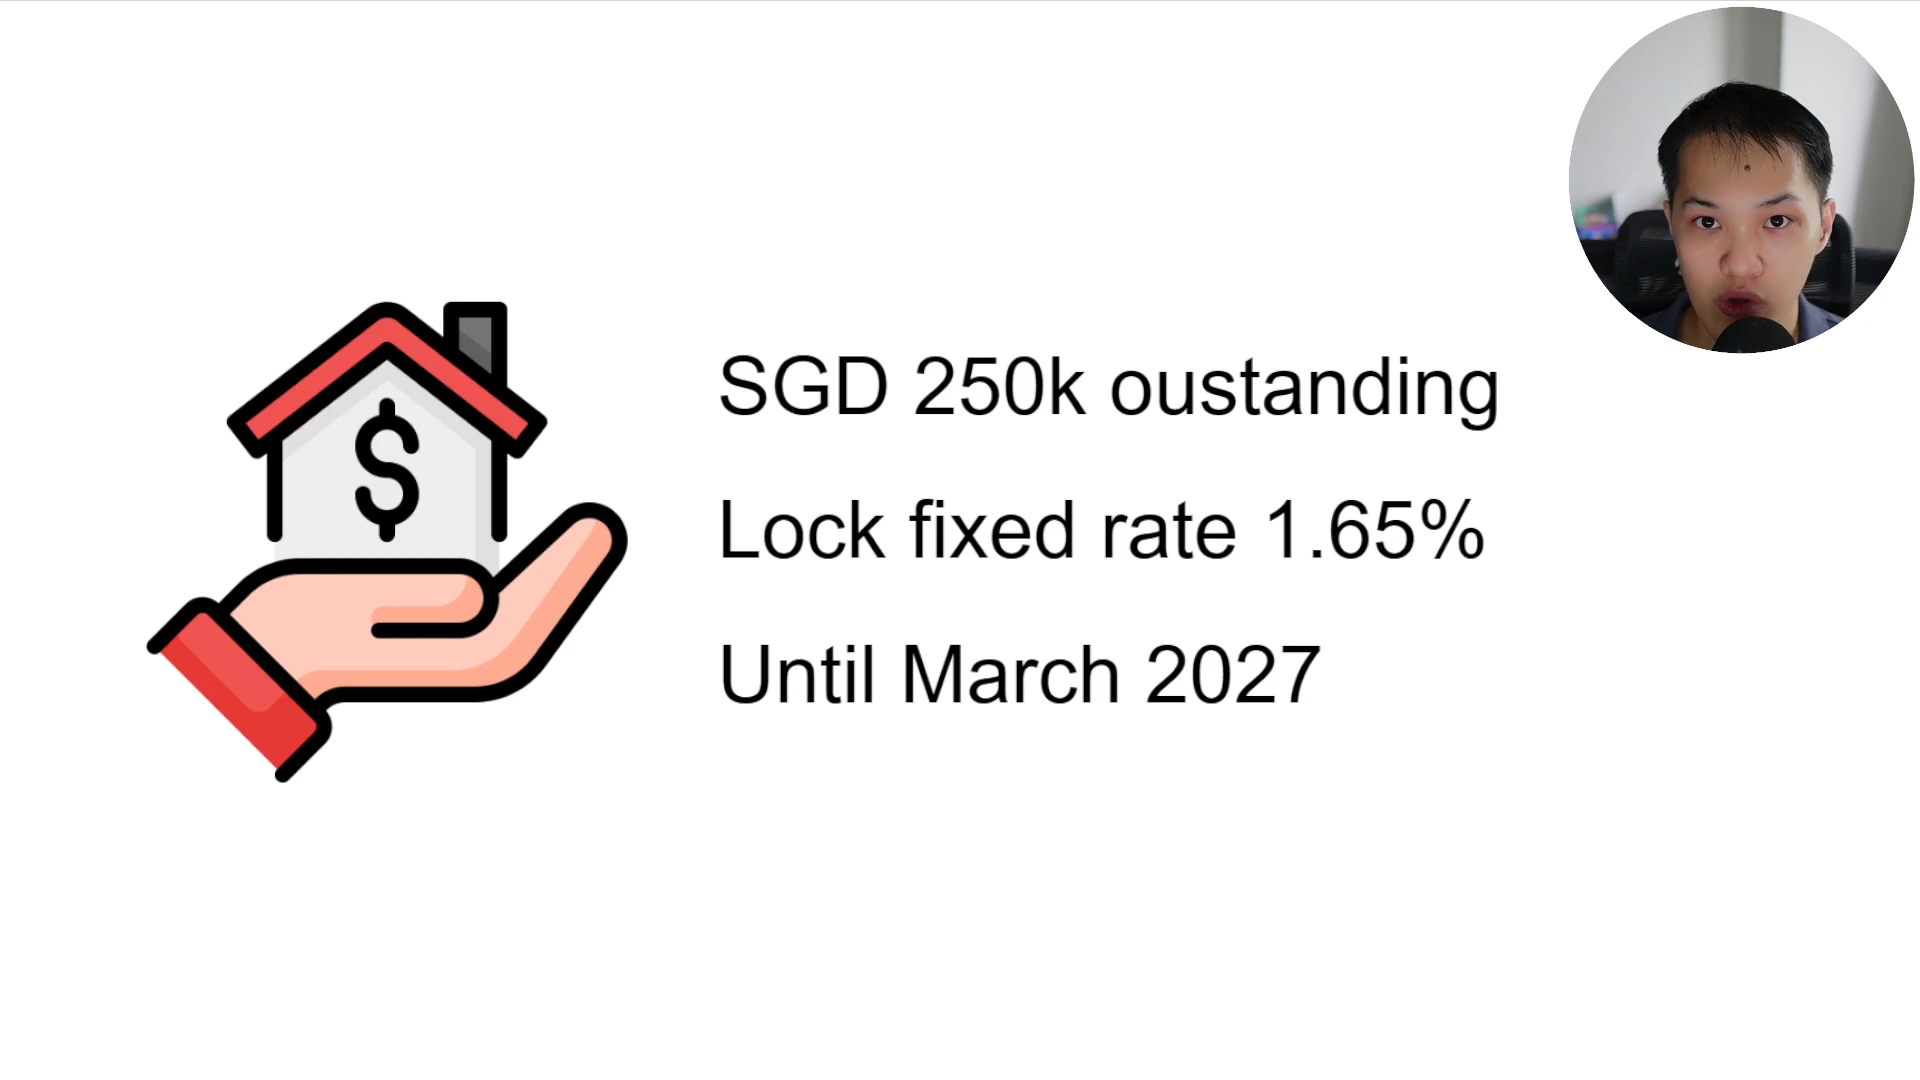 SGD 250k oustanding
Lock fixed rate 1.65%
Until March 2027